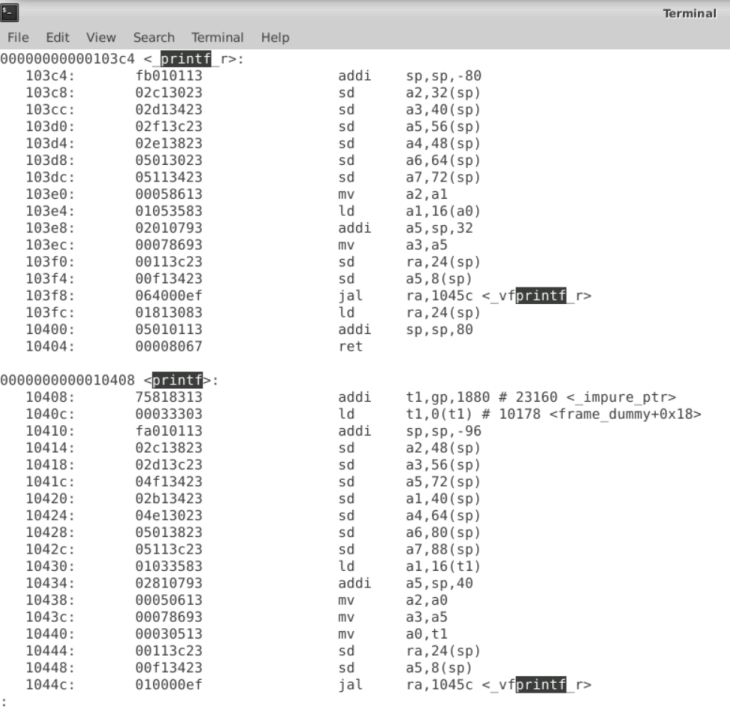 Terminal
File Edit View Search Terminal Help
00000000000103c4 <_printf_r>:
103c4: fb010113 addi sp,sp,-80
103c8: 02c13023 sd a2,32(sp)
103cc: 02d13423 sd a3,40(sp)
103d0: 02f13c23 sd a5,56(sp)
103d4: 02e13823 sd a4,48(sp)
103d8: 05013023 sd a6,64(sp)
103dc: 05113423 sd a7,72(sp)
103e0: 00058613 mv a2,a1
103e4: 01053583 ld a1,16(a0)
103e8: 02010793 addi a5,sp,32
103ec: 00078693 mv a3,a5
103f0: 00113c23 sd ra,24(sp)
103f4: 00f13423 sd a5,8(sp)
103f8: 064000ef jal ra,1045c <_vfprintf_r>
103fc: 01813083 ld ra,24(sp)
10400: 05010113 addi sp,sp,80
10404: 00008067 ret
0000000000010408 <printf>:
10408: 75818313 addi t1,gp,1880 # 23160 <_impure_ptr>
1040c: 00033303 ld t1,0(t1) # 10178 <frame_dummy+0x18>
10410: fa010113 addi sp,sp,-96
10414: 02c13823 sd a2,48(sp)
10418: 02d13c23 sd a3,56(sp)
1041c: 04f13423 sd a5,72(sp)
10420: 02b13423 sd a1,40(sp)
10424: 04e13023 sd a4,64(sp)
10428: 05013823 sd a6,80(sp)
1042c: 05113c23 sd a7,88(sp)
10430: 01033583 ld a1,16(t1)
10434: 02810793 addi a5,sp,40
10438: 00050613 mv a2,a0
1043c: 00078693 mv a3,a5
10440: 00030513 mv a0,t1
10444: 00113c23 sd ra,24(sp)
10448: 00f13423 sd a5,8(sp)
1044c: 010000ef jal ra,1045c <_vfprintf_r>
: